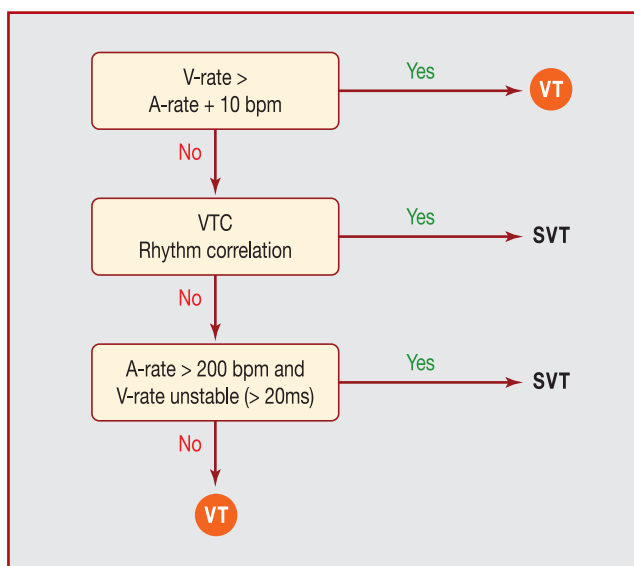 V-rate >
A-rate + 10 bpm
Yes
VT
No
VTC
Rhythm correlation
Yes
SVT
No
A-rate > 200 bpm and
V-rate unstable (> 20ms)
Yes
SVT
No
VT